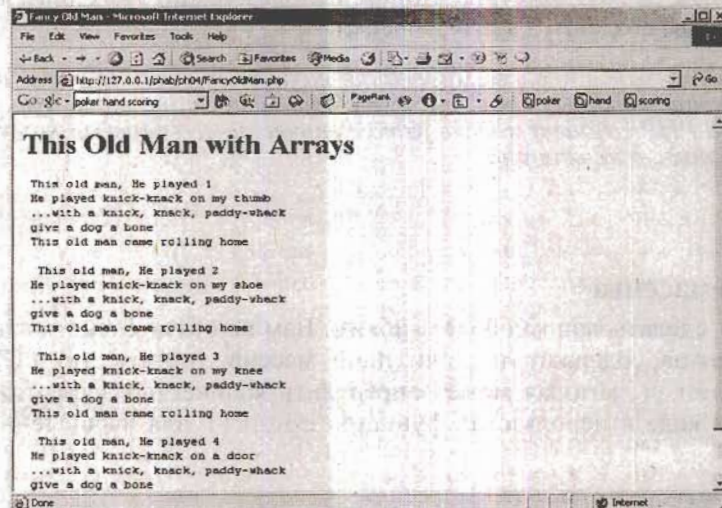 Fancy Old Man - Microsoft Internet Explorer
File Edit View Favorites Tools Help
Back Search Favorites Media
Address http://127.0.0.1/phab/ph04/FancyOldMan.php Go
Google poker hand scoring PageRank poker hand scoring
This Old Man with Arrays
This old man, He played 1
He played knick-knack on my thumb
...with a knick, knack, paddy-whack
give a dog a bone
This old man came rolling home
This old man, He played 2
He played knick-knack on my shoe
...with a knick, knack, paddy-whack
give a dog a bone
This old man came rolling home
This old man, He played 3
He played knick-knack on my knee
...with a knick, knack, paddy-whack
give a dog a bone
This old man came rolling home
This old man, He played 4
He played knick-knack on a door
...with a knick, knack, paddy-whack
give a dog a bone
Done Internet